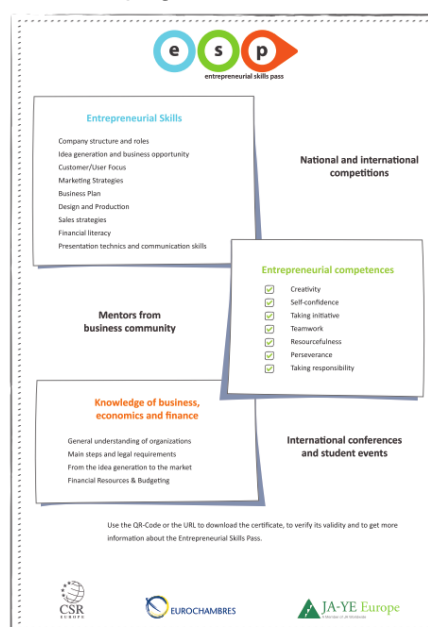 e s p
entrepreneurial skills pass
Entrepreneurial Skills
Company structure and roles
Idea generation and business opportunity
Customer/User Focus
Marketing Strategies
Business Plan
Design and Production
Sales strategies
Financial literacy
Presentation technics and communication skills
National and international
competitions
Entrepreneurial competences
Creativity
Self-confidence
Taking initiative
Teamwork
Resourcefulness
Perseverance
Taking responsibility
Mentors from
business community
Knowledge of business,
economics and finance
General understanding of organizations
Main steps and legal requirements
From the idea generation to the market
Financial Resources & Budgeting
International conferences
and student events
Use the QR-Code or the URL to download the certificate, to verify its validity and to get more
information about the Entrepreneurial Skills Pass.
CSR
EUROPE
EUROCHAMBRES
JA-YE Europe